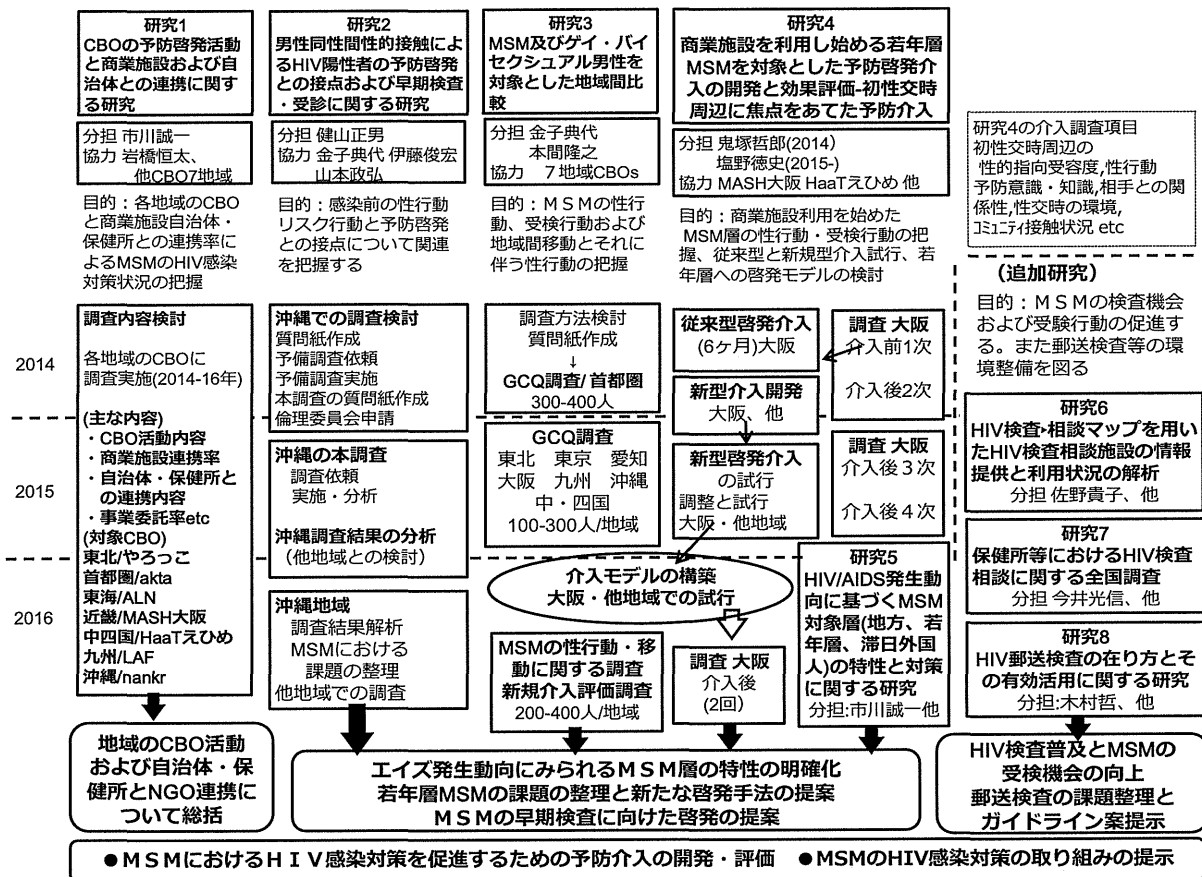 研究1
CBOの予防啓発活動
と商業施設および自
治体との連携に関す
る研究
分担 市川誠一
協力 岩橋恒太、
他CBO7地域
目的：各地域のCBO
と商業施設自治体・
保健所との連携率に
よるMSMのHIV感染
対策状況の把握
研究2
男性同性間性的接触によ
るHIV陽性者の予防啓発
との接点および早期検査
・受診に関する研究
分担 健山正男
協力 金子典代 伊藤俊宏
山本政弘
目的：感染前の性行動
リスク行動と予防啓発
との接点について関連
を把握する
研究3
MSM及びゲイ・バイ
セクシュアル男性を
対象とした地域間比
較
分担 金子典代
本間隆之
協力 7地域CBOs
目的：ＭＳＭの性行
動、受検行動および
地域間移動とそれに
伴う性行動の把握
研究4
商業施設を利用し始める若年層
MSMを対象とした予防啓発介
入の開発と効果評価-初性交時
周辺に焦点をあてた予防介入
分担 鬼塚哲郎(2014)
塩野徳史(2015-)
協力 MASH大阪 HaaTえひめ 他
目的：商業施設利用を始めた
MSM層の性行動・受検行動の把
握、従来型と新規型介入試行、若
年層への啓発モデルの検討
研究4の介入調査項目
初性交時周辺の
性的指向受容度,性行動
予防意識・知識,相手との関
係性,性交時の環境,
ｺﾐｭﾆﾃｨ接触状況 etc
（追加研究）
目的：ＭＳＭの検査機会
および受験行動の促進す
る。また郵送検査等の環
境整備を図る
2014
2015
2016
調査内容検討
各地域のCBOに
調査実施(2014-16年)
(主な内容)
・CBO活動内容
・商業施設連携率
・自治体・保健所と
の連携内容
・事業委託率etc
(対象CBO)
東北/やろっこ
首都圏/akta
東海/ALN
近畿/MASH大阪
中四国/HaaTえひめ
九州/LAF
沖縄/nankr
沖縄での調査検討
質問紙作成
予備調査依頼
予備調査実施
本調査の質問紙作成
倫理委員会申請
沖縄の本調査
調査依頼
実施・分析
沖縄調査結果の分析
(他地域との検討)
沖縄地域
調査結果解析
MSMにおける
課題の整理
他地域での調査
調査方法検討
質問紙作成
↓
GCQ調査/首都圏
300-400人
GCQ調査
東北 東京 愛知
大阪 九州 沖縄
中・四国
100-300人/地域
従来型啓発介入
(6ヶ月)大阪
新型介入開発
大阪、他
新型啓発介入
の試行
調整と試行
大阪・他地域
調査 大阪
介入前1次
介入後2次
調査 大阪
介入後３次
介入後４次
介入モデルの構築
大阪・他地域での試行
MSMの性行動・移
動に関する調査
新規介入評価調査
200-400人/地域
調査 大阪
介入後
(2回)
研究5
HIV/AIDS発生動
向に基づくMSM
対象層(地方、若
年層、滞日外国
人)の特性と対策
に関する研究
分担:市川誠一他
研究6
HIV検査・相談マップを用い
たHIV検査相談施設の情報
提供と利用状況の解析
分担 佐野貴子、他
研究7
保健所等におけるHIV検査
相談に関する全国調査
分担 今井光信、他
研究8
HIV郵送検査の在り方とそ
の有効活用に関する研究
分担:木村哲、他
地域のCBO活動
および自治体・保
健所とNGO連携に
ついて総括
エイズ発生動向にみられるＭＳＭ層の特性の明確化
若年層MSMの課題の整理と新たな啓発手法の提案
ＭＳＭの早期検査に向けた啓発の提案
HIV検査普及とMSMの
受検機会の向上
郵送検査の課題整理と
ガイドライン案提示
●ＭＳＭにおけるＨＩＶ感染対策を促進するための予防介入の開発・評価 ●MSMのHIV感染対策の取り組みの提示